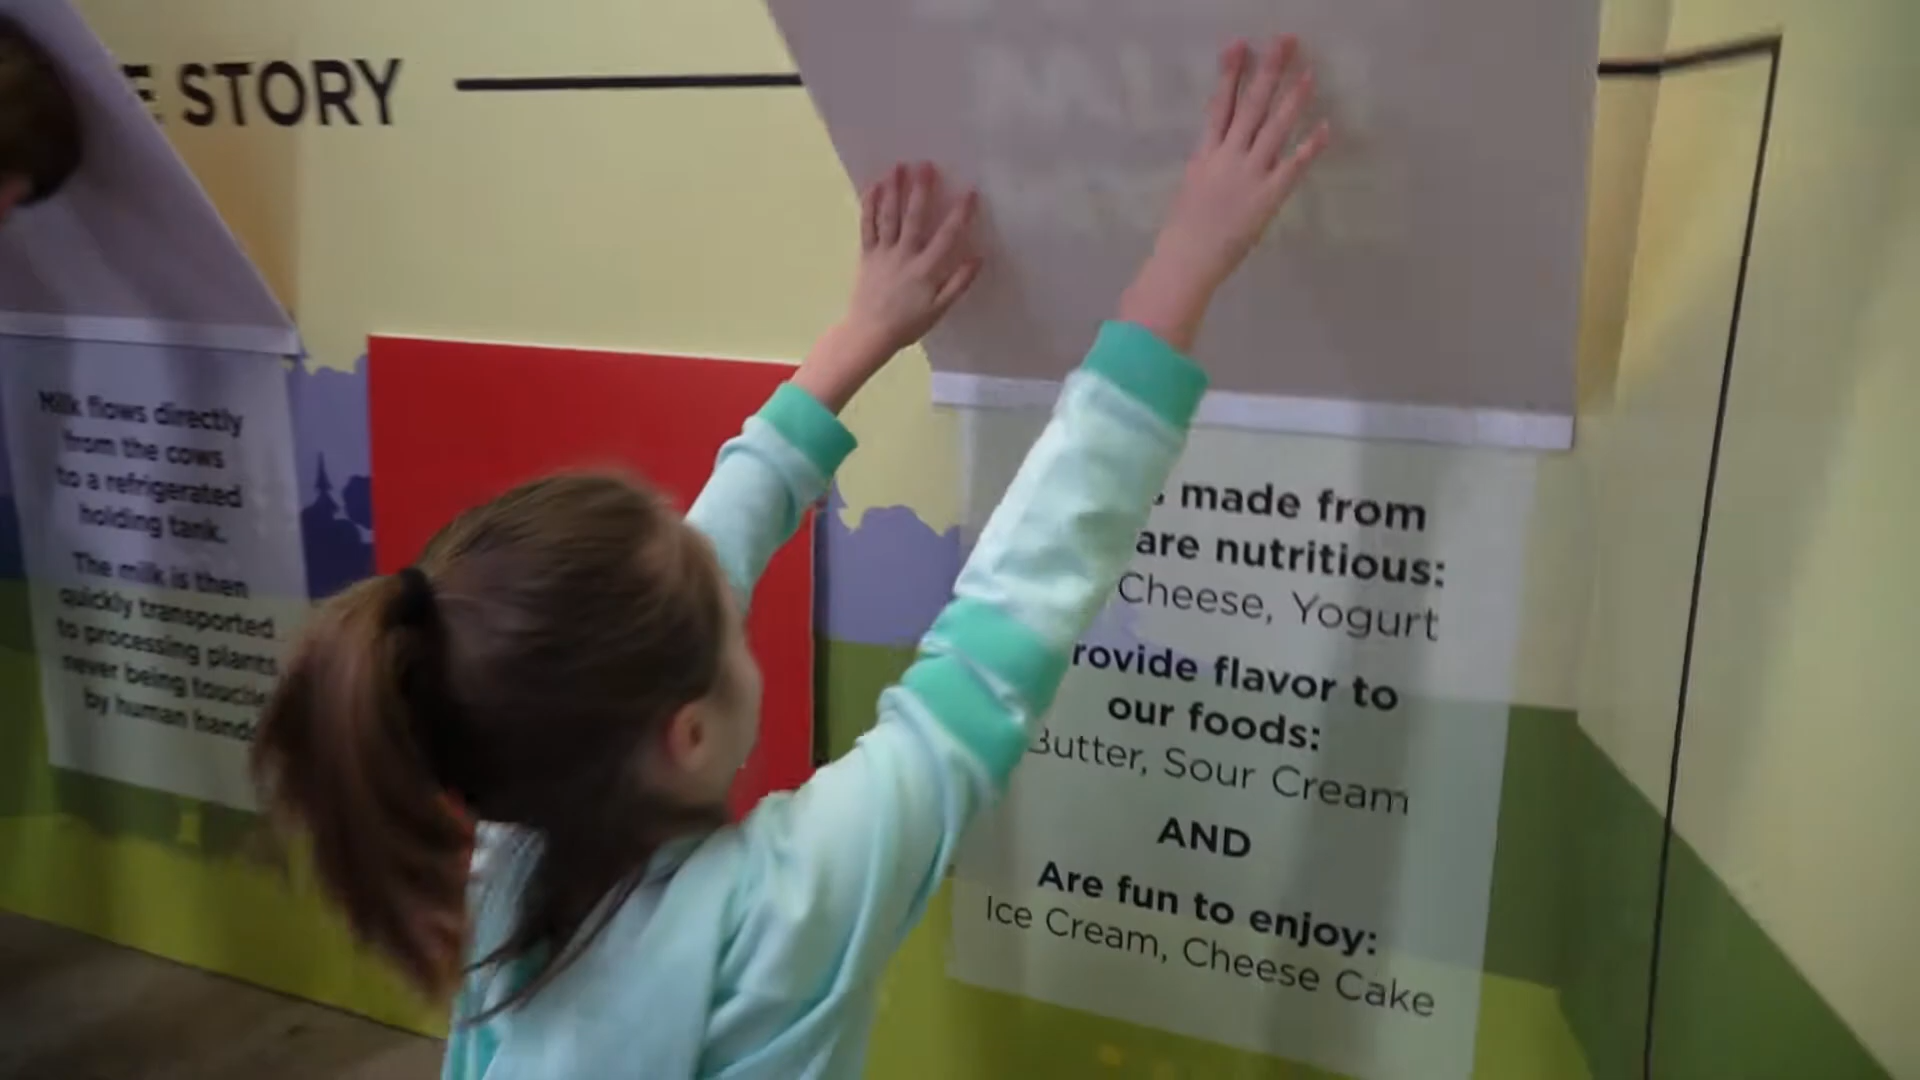 STORY
Milk flows directly
from the cows
to a refrigerated
holding tank.
The milk is then
quickly transported
to processing plants
never being
by human hands
made from
are nutritious:
Cheese, Yogurt
flavor to
our foods:
Butter, Sour Cream
AND
Are fun to enjoy:
Ice Cream, Cheese Cake